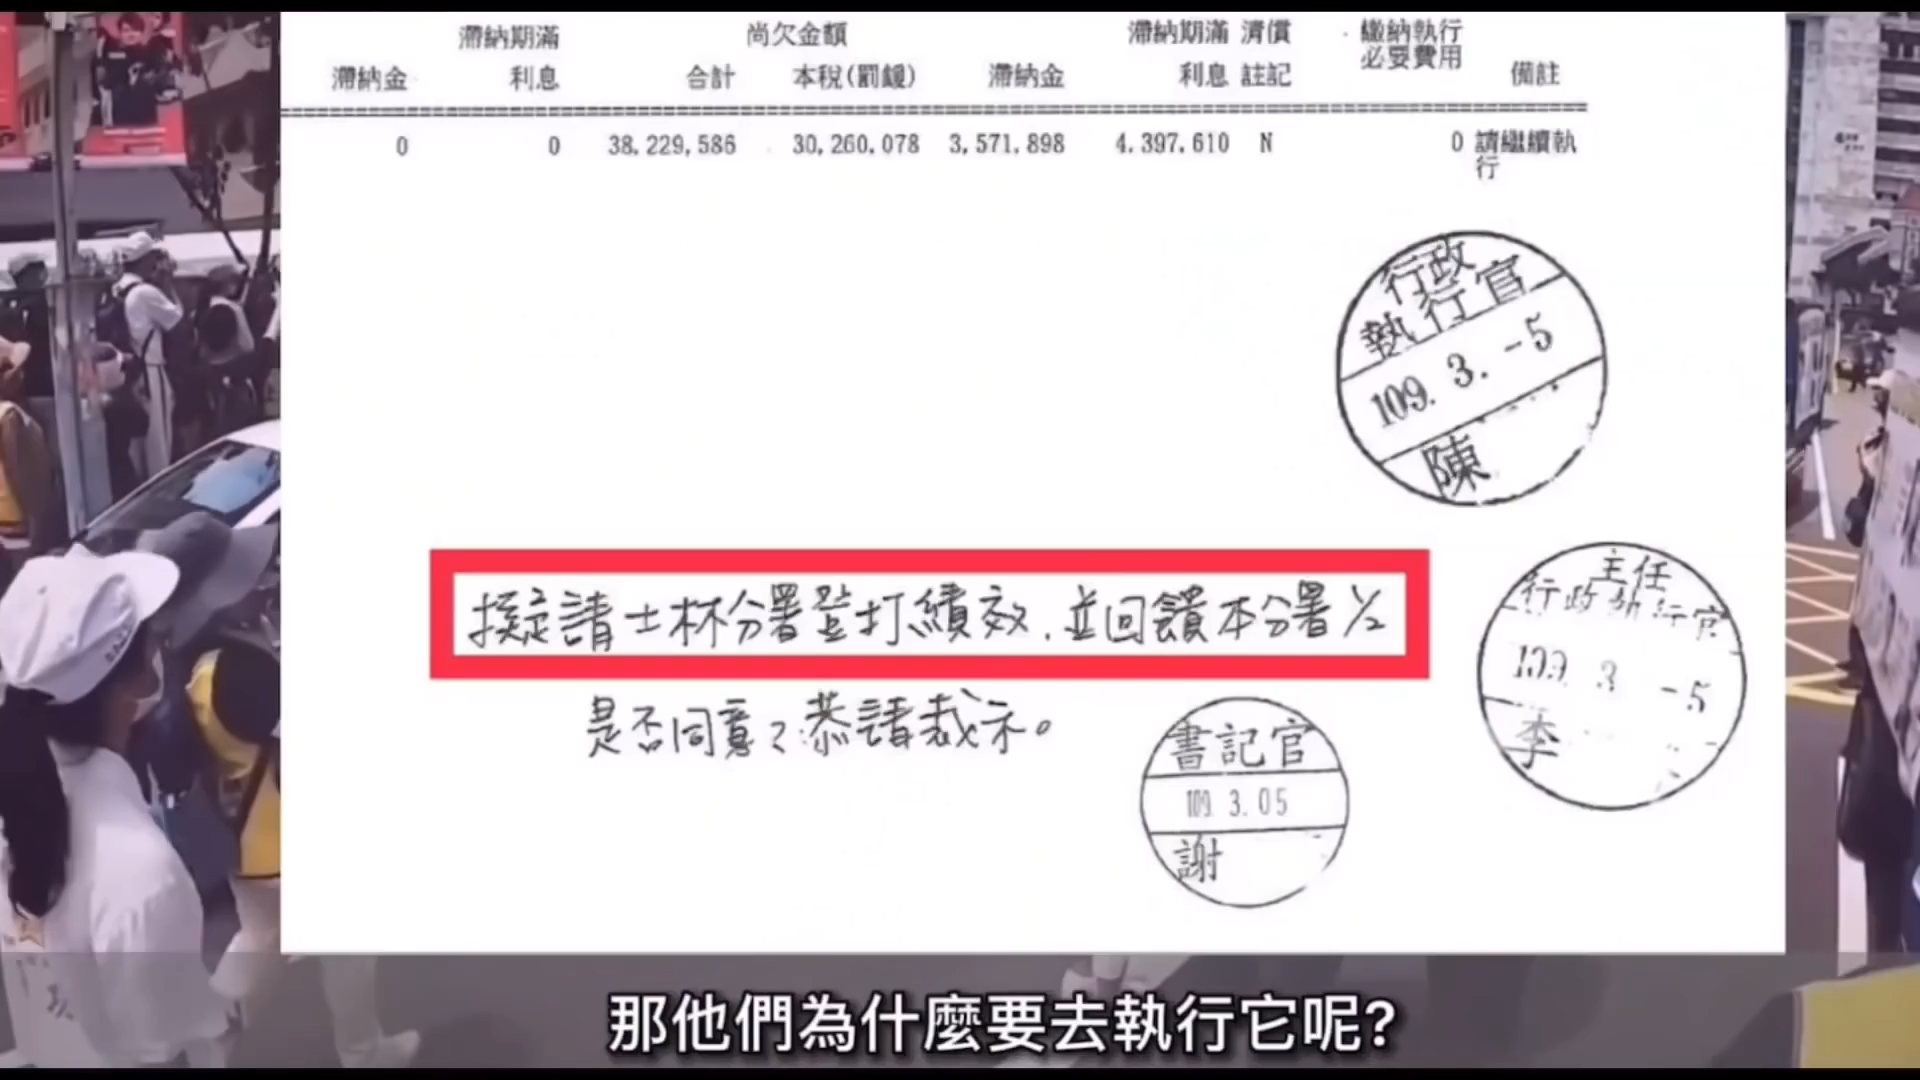 滯納期滿 尚欠金額 滯納期滿 清償 繳納執行
必要費用
滯納金 利息 合計 本稅(罰鍰) 滯納金 利息 註記 備註
0 0 38,229,586 30,260,078 3,571,898 4,397,610 N 0 請繼續執
行
行政
執行官
109. 3. -5
陳
擬請士林分署登打績效,並回饋本分署1/2
是否同意?恭請裁示。
主任
行政執行官
109. 3. -5
李
書記官
109. 3. 05
謝
那他們為什麼要去執行它呢?